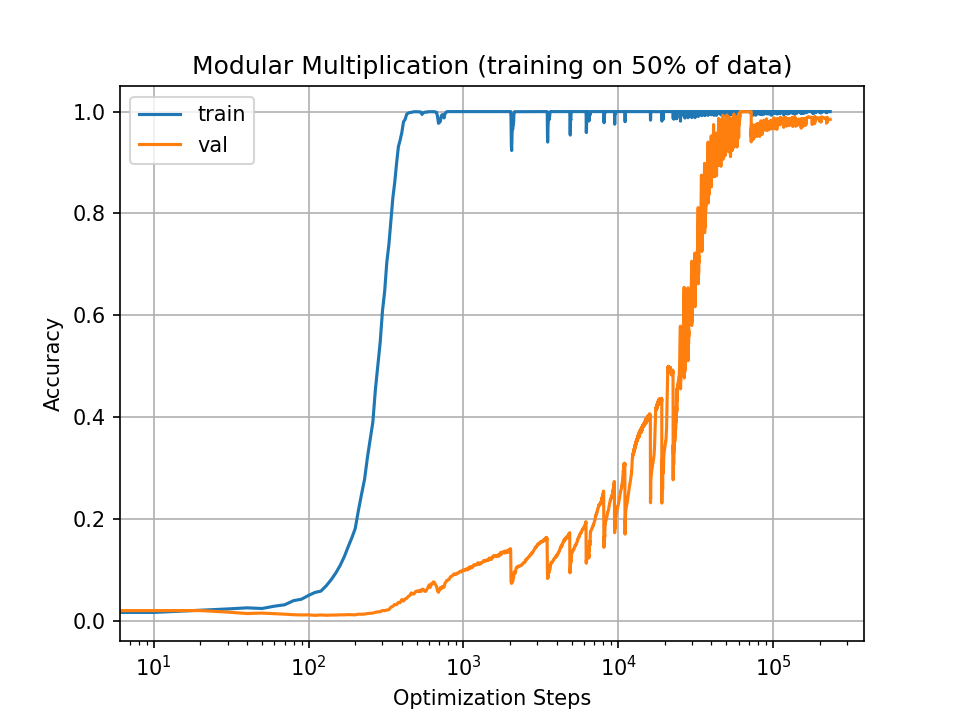 Modular Multiplication (training on 50% of data)
train
val
1.0
0.8
0.6
0.4
0.2
0.0
Accuracy
10¹
10²
10³
10⁴
10⁵
Optimization Steps